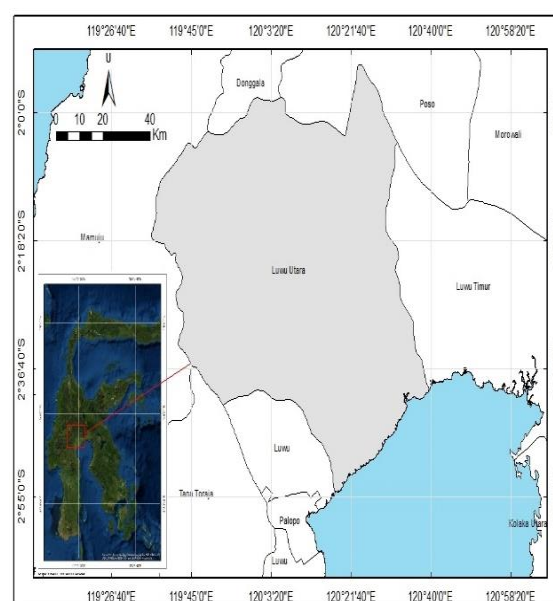 119°26'40"E 119°45'0"E 120°3'20"E 120°21'40"E 120°40'0"E 120°58'20"E
U
Donggala
Poso
2°0'0"S
Morowali
0 10 20 40
Km
Mamuju
2°18'20"S
Luwu Utara
Luwu Timur
2°36'40"S
Luwu
2°55'0"S
Tana Toraja
Palopo
Kolaka Utara
Luwu
119°26'40"E 119°45'0"E 120°3'20"E 120°21'40"E 120°40'0"E 120°58'20"E